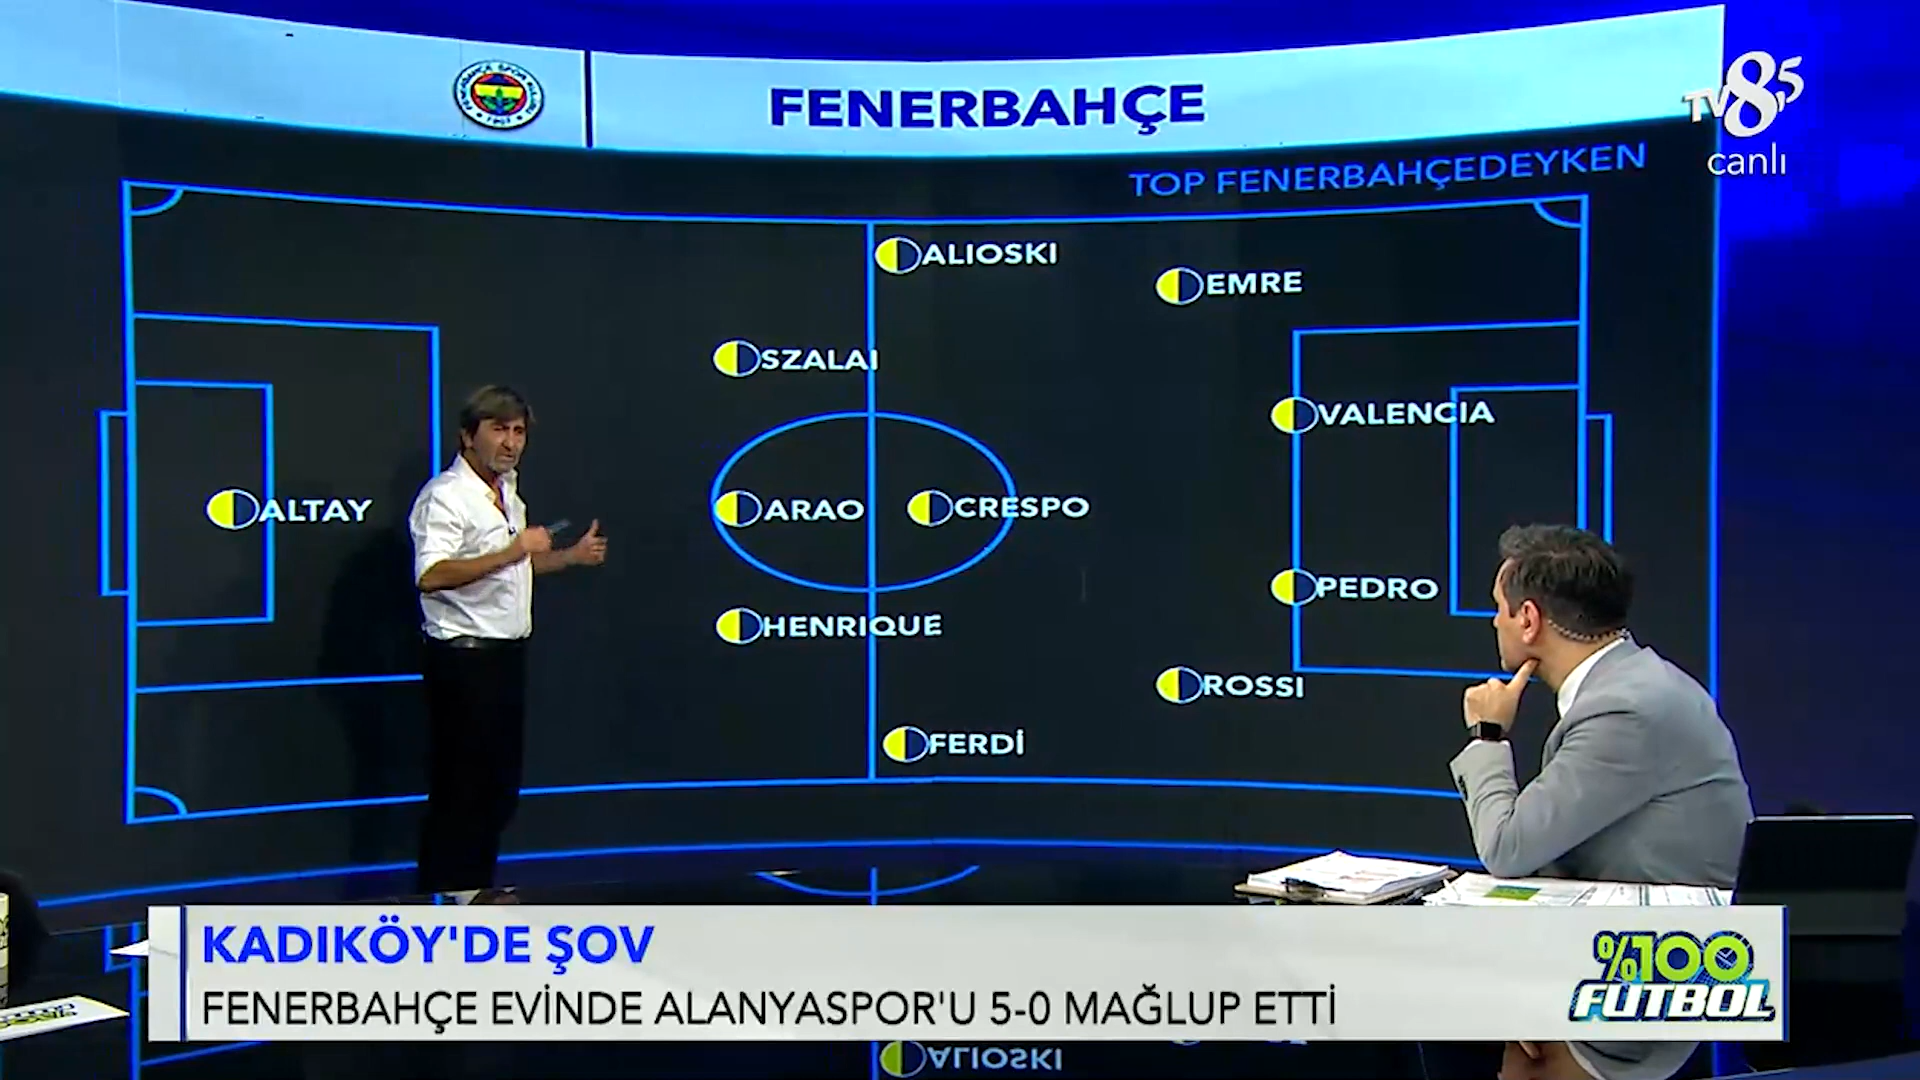 FENERBAHÇE
TV8,5
canlı
TOP FENERBAHÇEDEYKEN
ALIOSKI
EMRE
SZALAI
VALENCIA
ALTAY
ARAO
CRESPO
PEDRO
HENRIQUE
ROSSI
FERDİ
KADIKÖY'DE ŞOV
FENERBAHÇE EVİNDE ALANYASPOR'U 5-0 MAĞLUP ETTİ
%100
FUTBOL